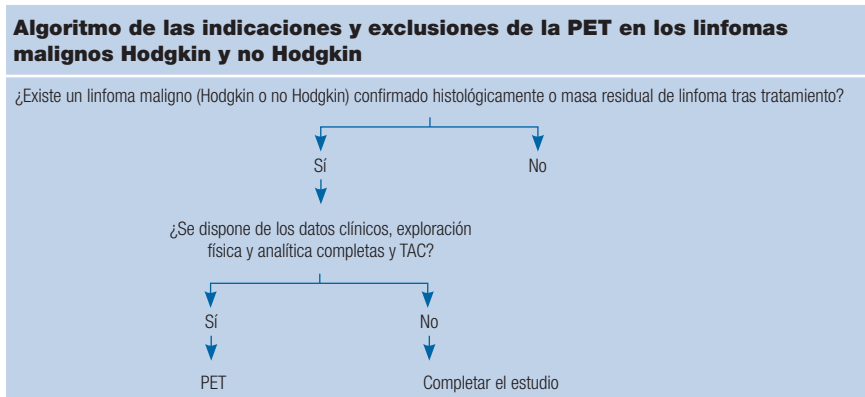 Algoritmo de las indicaciones y exclusiones de la PET en los linfomas
malignos Hodgkin y no Hodgkin
¿Existe un linfoma maligno (Hodgkin o no Hodgkin) confirmado histológicamente o masa residual de linfoma tras tratamiento?
Sí No
¿Se dispone de los datos clínicos, exploración
física y analítica completas y TAC?
Sí No
PET Completar el estudio